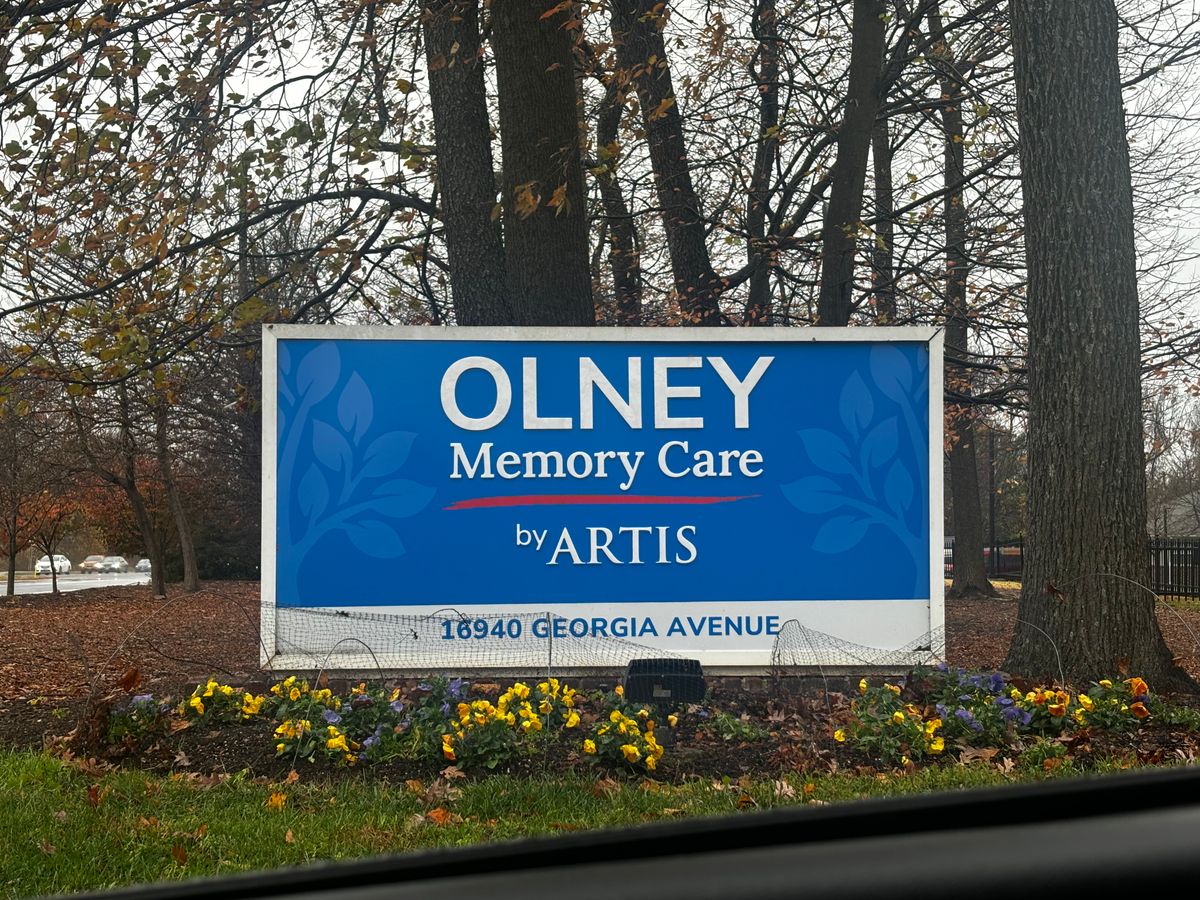 OLNEY
Memory Care
by ARTIS
16940 GEORGIA AVENUE